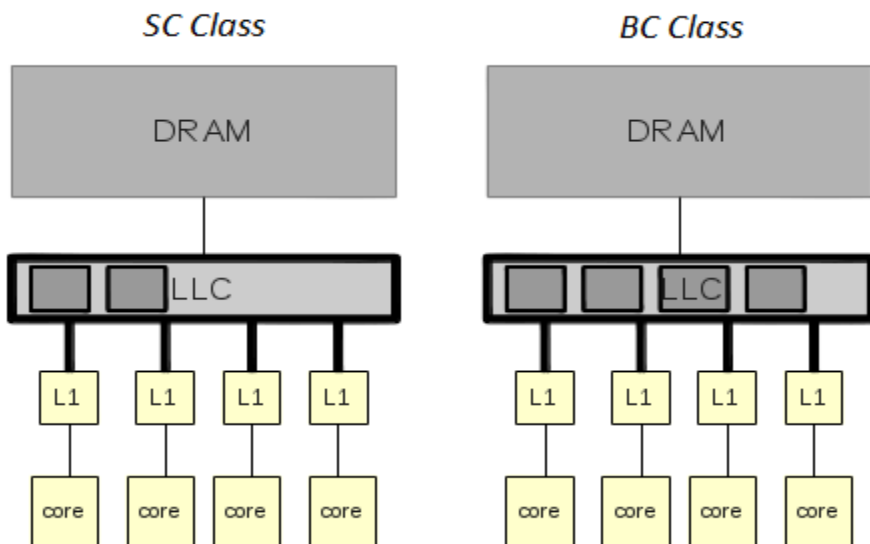 SC Class
BC Class
DRAM
DRAM
LLC
LLC
L1 L1 L1 L1
L1 L1 L1 L1
core core core core
core core core core